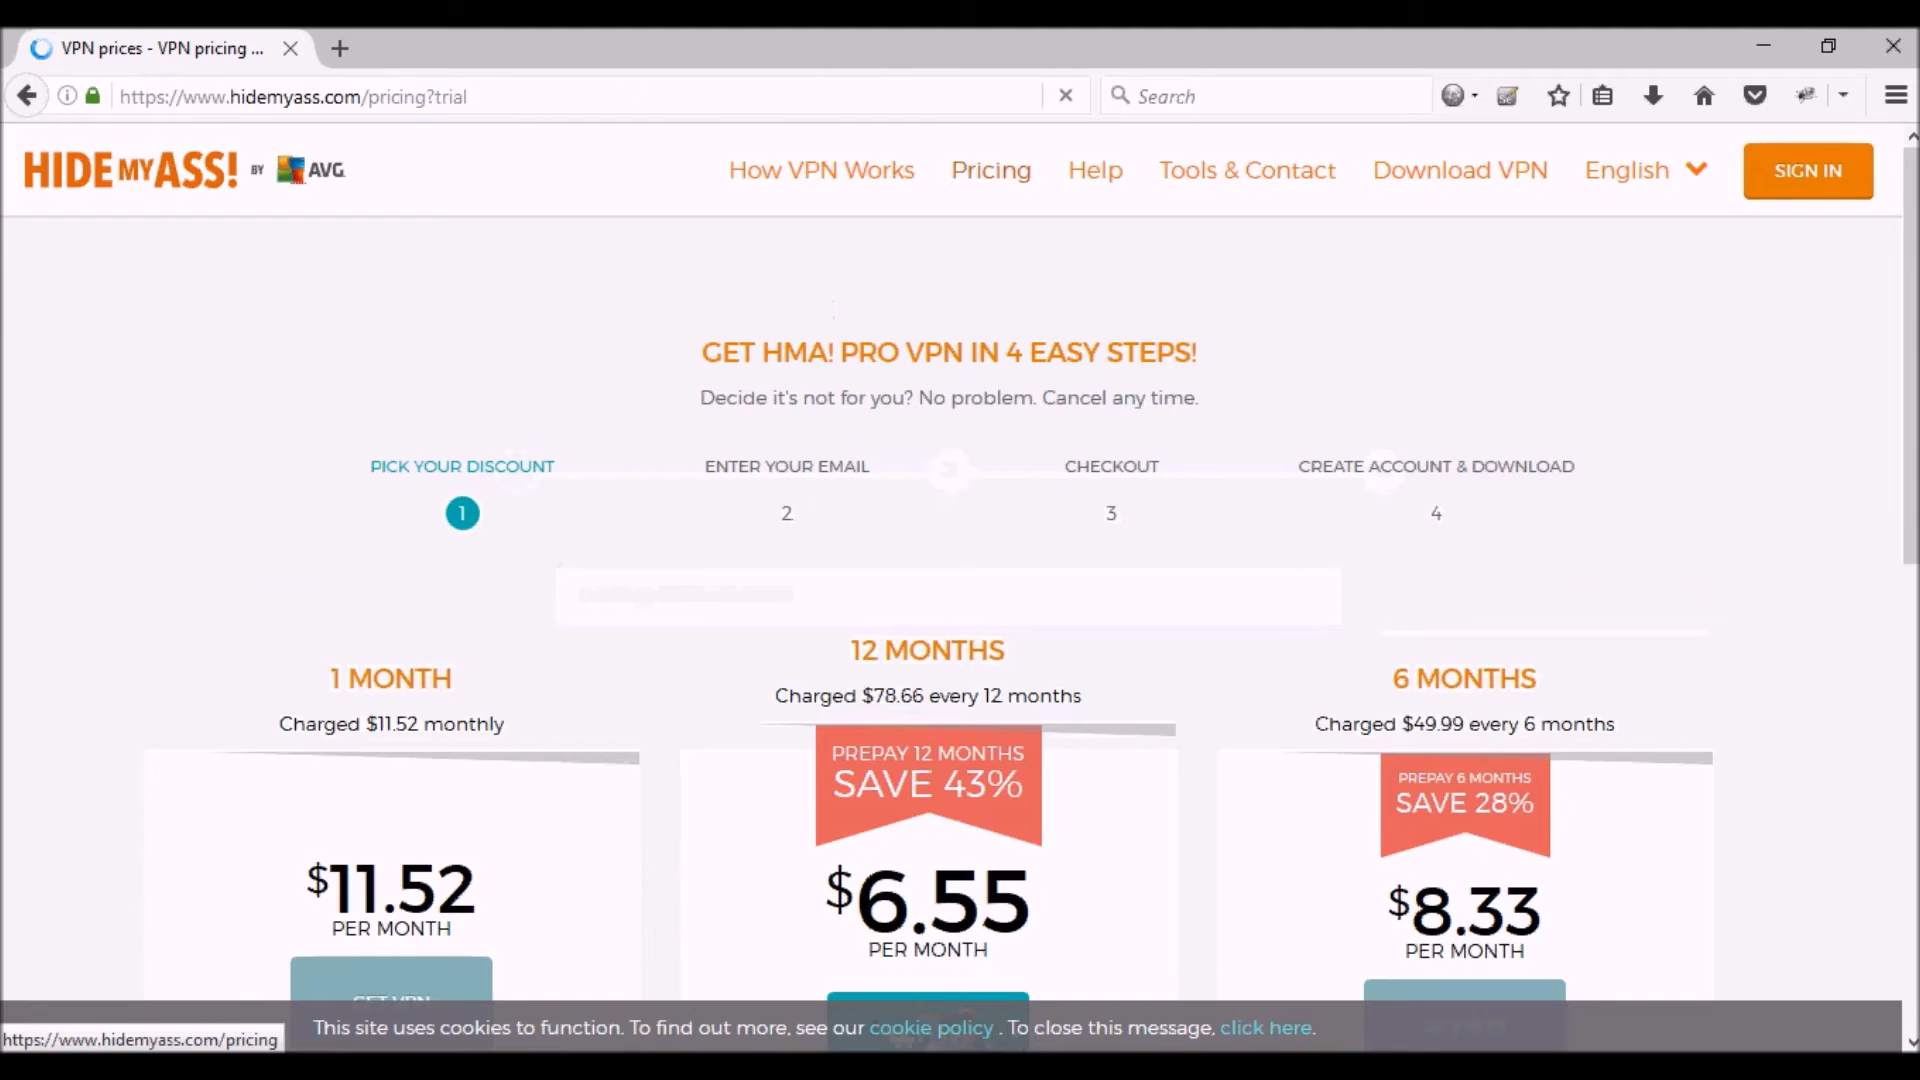 VPN prices - VPN pricing ...
https://www.hidemyass.com/pricing?trial
Search
HIDE MY ASS! BY AVG
How VPN Works
Pricing
Help
Tools & Contact
Download VPN
English
SIGN IN
GET HMA! PRO VPN IN 4 EASY STEPS!
Decide it's not for you? No problem. Cancel any time.
PICK YOUR DISCOUNT
ENTER YOUR EMAIL
CHECKOUT
CREATE ACCOUNT & DOWNLOAD
1
2
3
4
1 MONTH
Charged $11.52 monthly
$11.52
PER MONTH
GET VPN
12 MONTHS
Charged $78.66 every 12 months
PREPAY 12 MONTHS
SAVE 43%
$6.55
PER MONTH
6 MONTHS
Charged $49.99 every 6 months
PREPAY 6 MONTHS
SAVE 28%
$8.33
PER MONTH
This site uses cookies to function. To find out more, see our cookie policy . To close this message, click here.
https://www.hidemyass.com/pricing